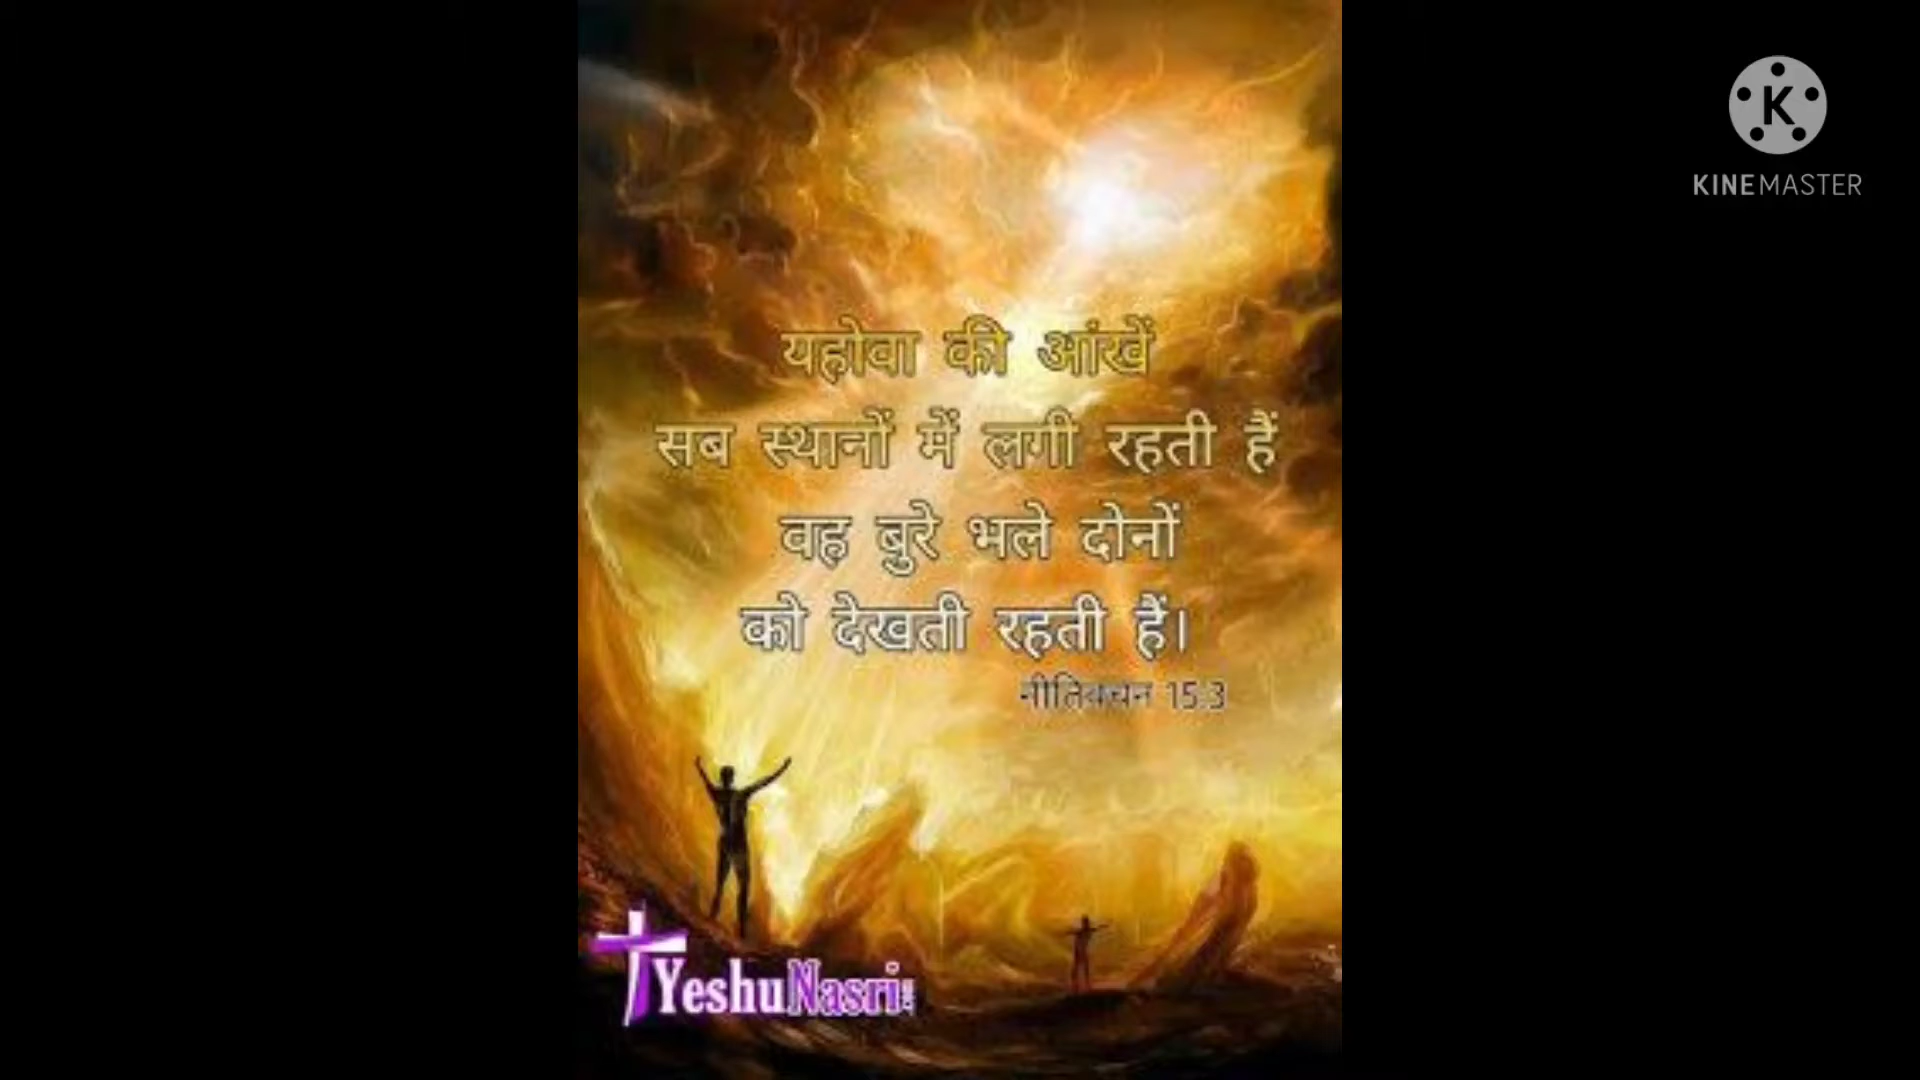 K
KINEMASTER
यहोवा की आंखें
सब स्थानों में लगी रहती हैं
वह बुरे भले दोनों
को देखती रहती हैं।
नीतिवचन 15:3
YeshuNasri